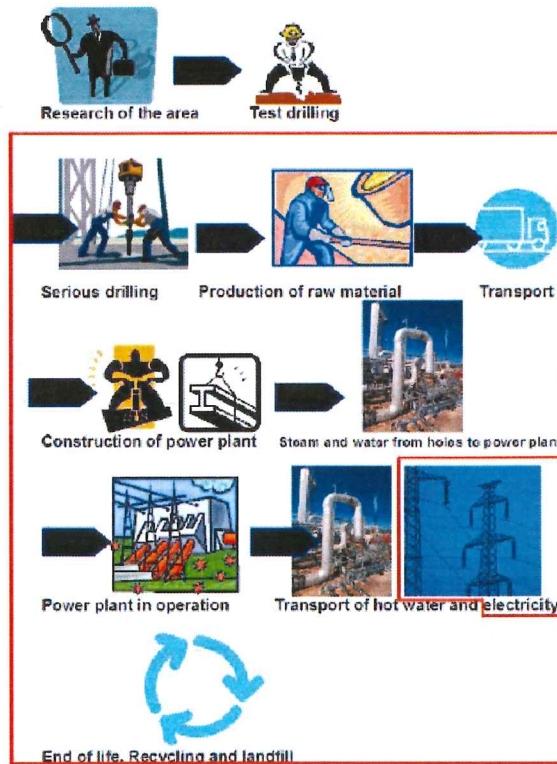 Research of the area
Test drilling
Serious drilling
Production of raw material
Transport
Construction of power plant
Steam and water from holes to power plan
Power plant in operation
Transport of hot water and electricity
End of life, Recycling and landfill